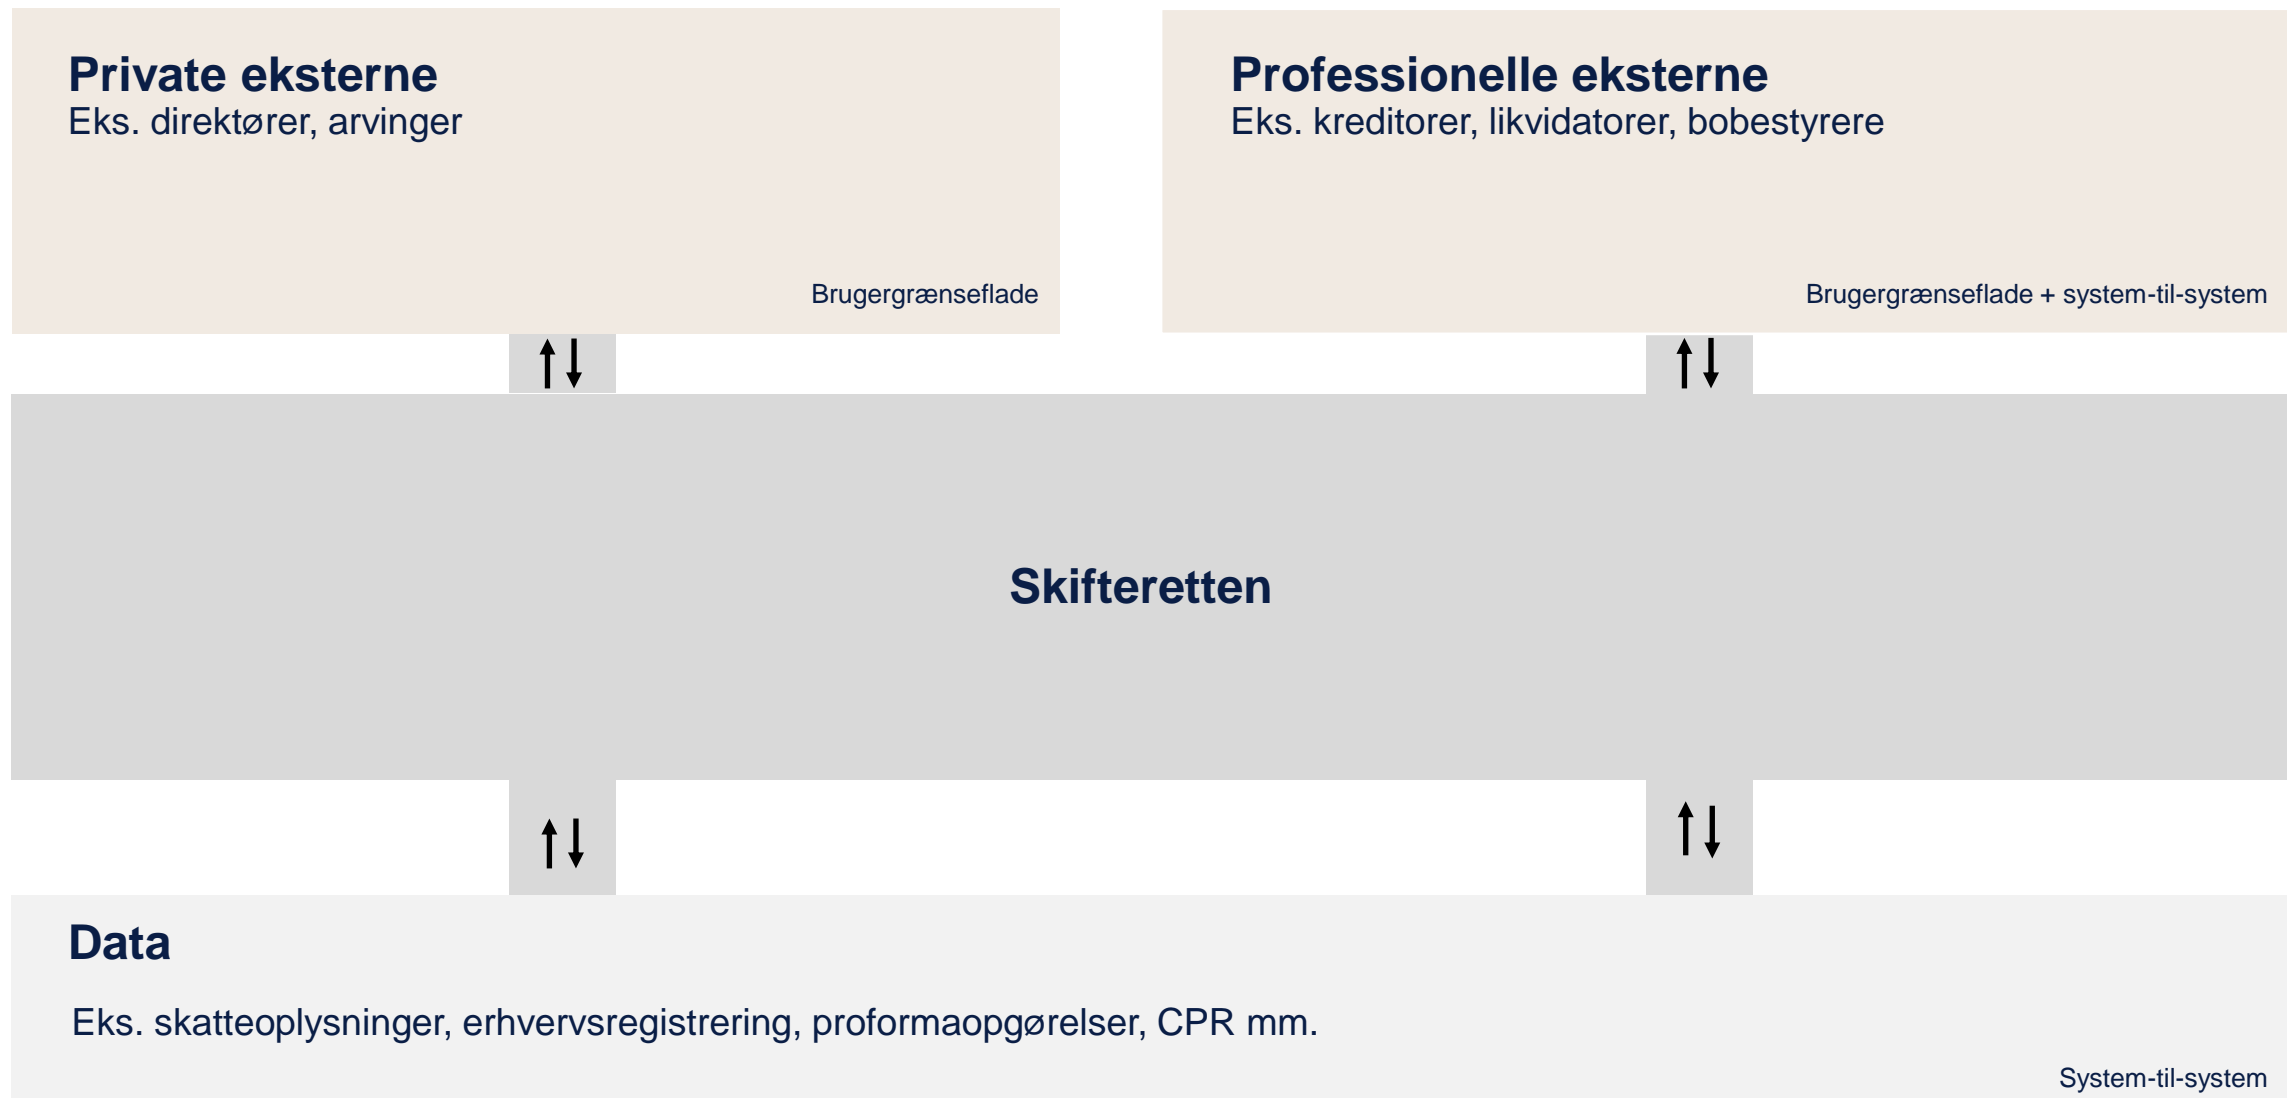 Private eksterne
Eks. direktører, arvinger
Brugergrænseflade
Professionelle eksterne
Eks. kreditorer, likvidatorer, bobestyrere
Brugergrænseflade + system-til-system
Skifteretten
Data
Eks. skatteoplysninger, erhvervsregistrering, proformaopgørelser, CPR mm.
System-til-system